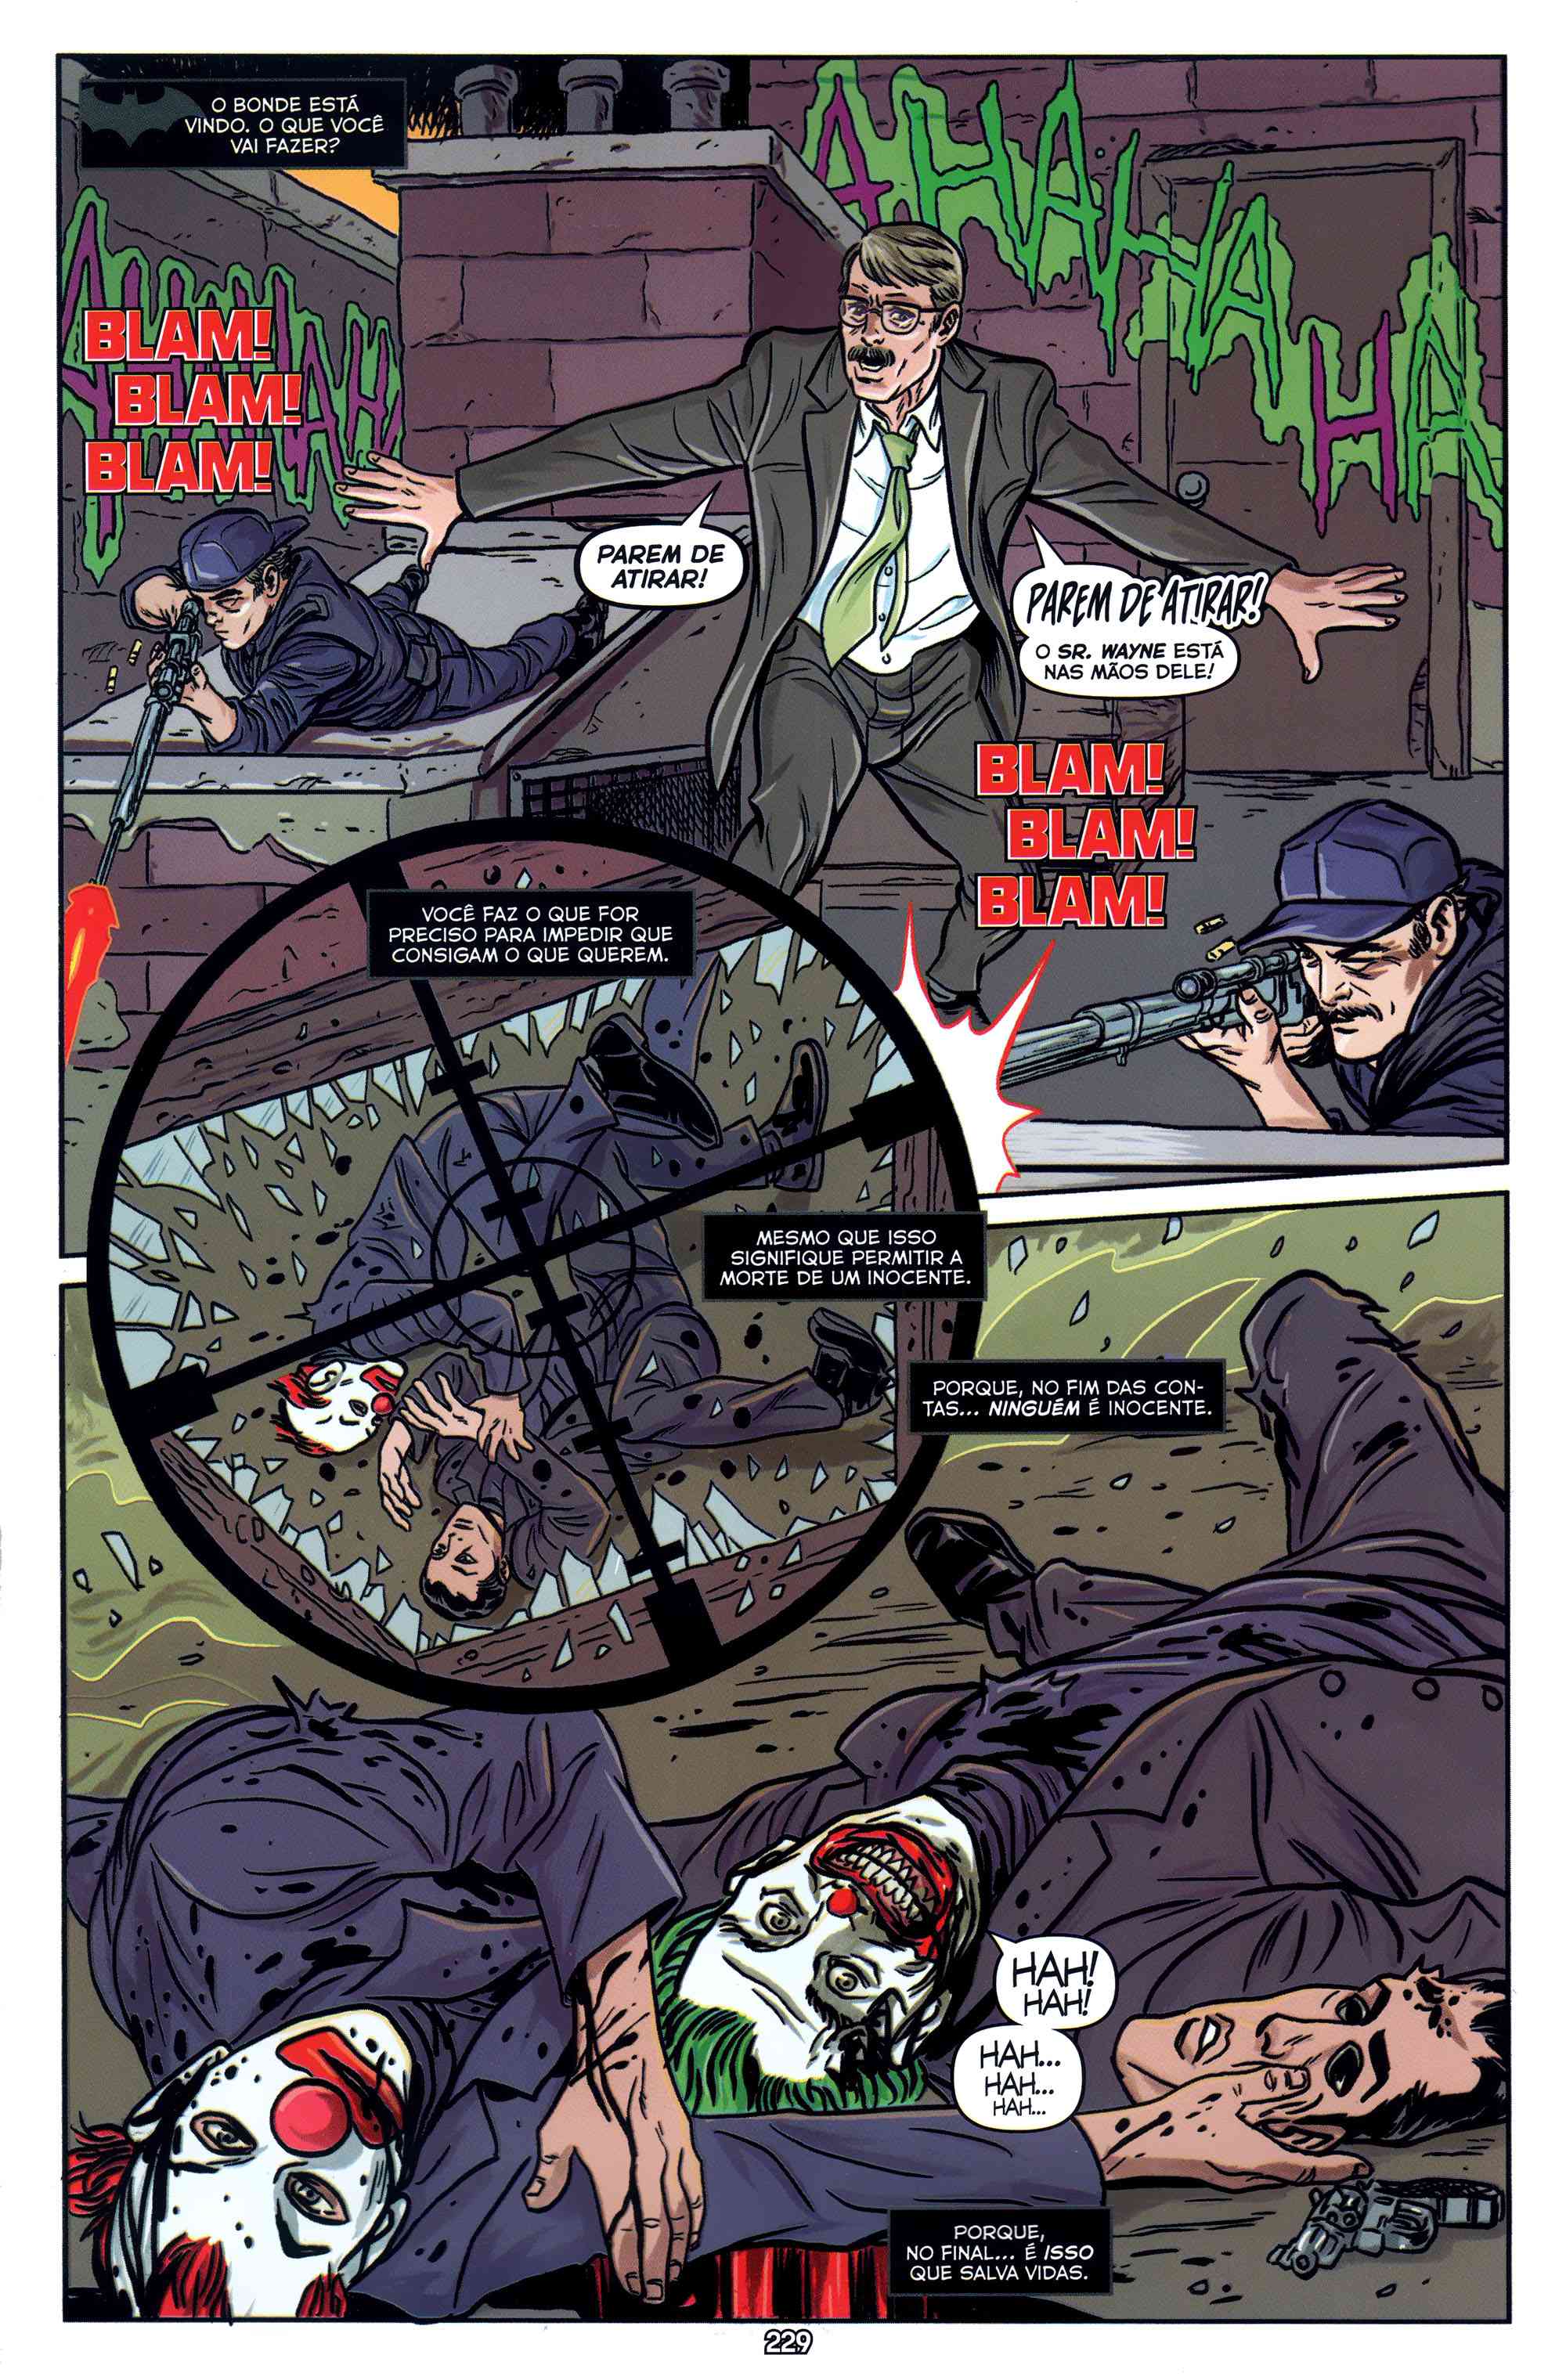 O BONDE ESTÁ
VINDO. O QUE VOCÊ
VAI FAZER?
AHAHAHAHA
AHAHAHAH
BLAM!
BLAM!
BLAM!
PAREM DE
ATIRAR!
PAREM DE ATIRAR!
O SR. WAYNE ESTÁ
NAS MÃOS DELE!
BLAM!
BLAM!
BLAM!
VOCÊ FAZ O QUE FOR
PRECISO PARA IMPEDIR QUE
CONSIGAM O QUE QUEREM.
MESMO QUE ISSO
SIGNIFIQUE PERMITIR A
MORTE DE UM INOCENTE.
PORQUE, NO FIM DAS CON-
TAS... NINGUÉM É INOCENTE.
HAH!
HAH!
HAH...
HAH...
HAH...
PORQUE,
NO FINAL... É ISSO
QUE SALVA VIDAS.
229